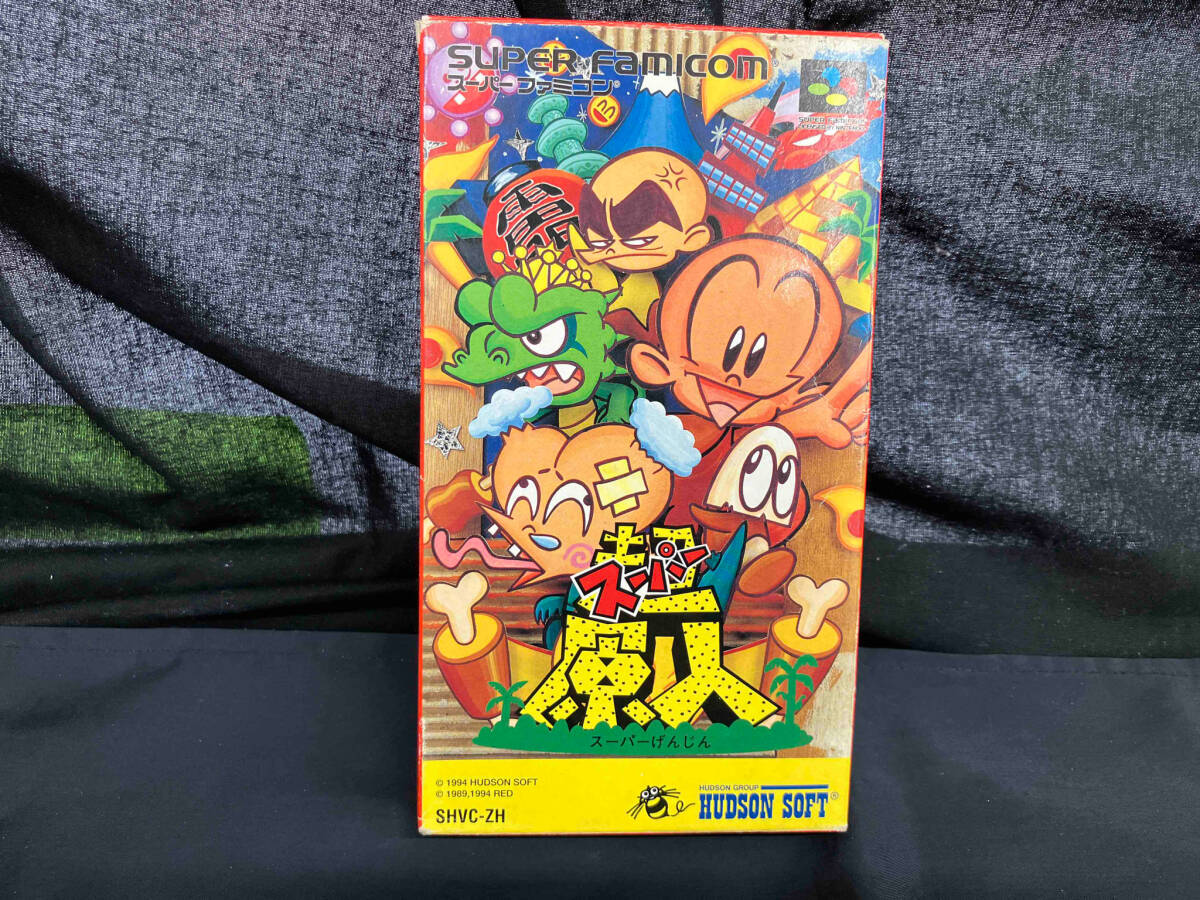 SUPER FAMICOM
スーパーファミコン
雷門
超
スーパー
原人
スーパーげんじん
© 1994 HUDSON SOFT
© 1989,1994 RED
SHVC-ZH
HUDSON GROUP
HUDSON SOFT®